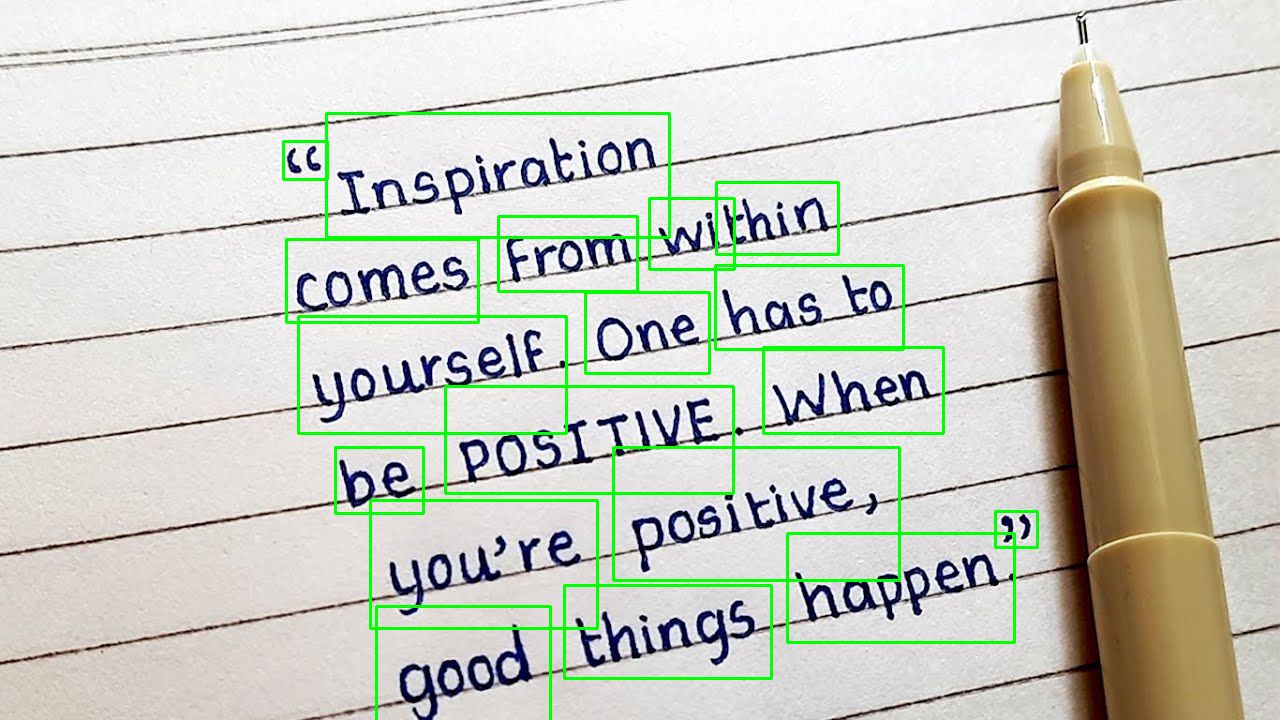 “Inspiration
comes from within
yourself. One has to
be POSITIVE. When
you're positive,
good things happen.”